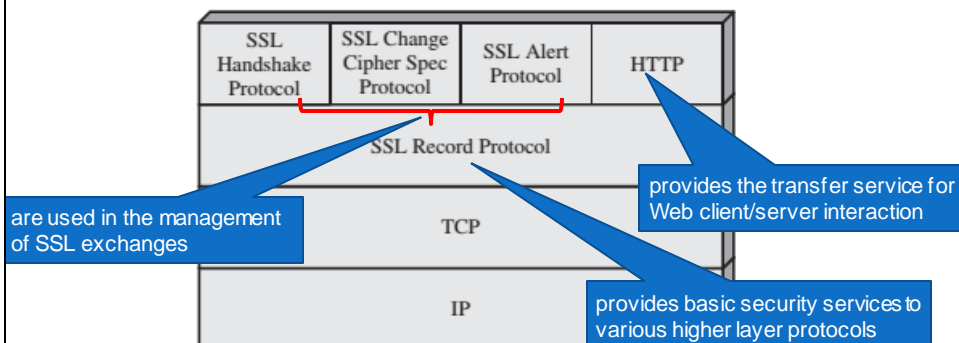 SSL
Handshake
Protocol
SSL Change
Cipher Spec
Protocol
SSL Alert
Protocol
HTTP
SSL Record Protocol
are used in the management
of SSL exchanges
provides the transfer service for
Web client/server interaction
TCP
IP
provides basic security services to
various higher layer protocols